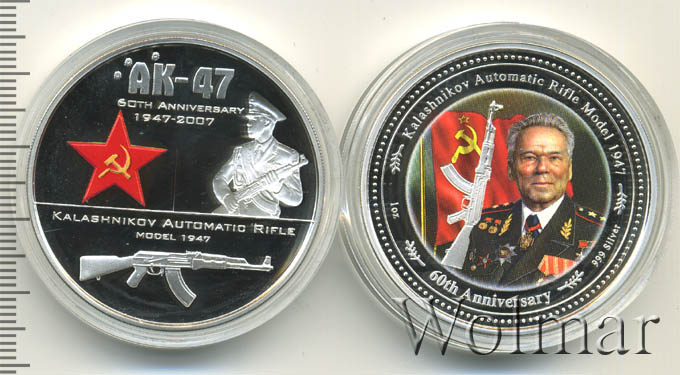 AK-47
60TH ANNIVERSARY
1947-2007
KALASHNIKOV AUTOMATIC RIFLE
MODEL 1947
Kalashnikov Automatic Rifle Model 1947
1oz
999 Silver
60th Anniversary
Wolmar